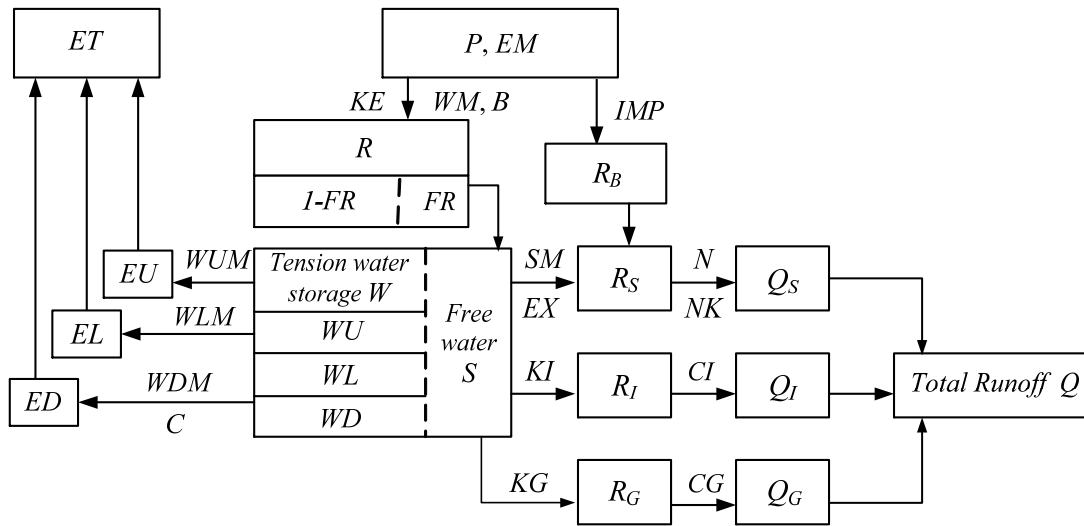 ET
P, EM
KE
WM, B
IMP
R
R_B
1-FR
FR
EU
WUM
Tension water
storage W
SM
EX
R_S
N
NK
Q_S
EL
WLM
WU
Free
water
S
WL
KI
R_I
CI
Q_I
Total Runoff Q
ED
WDM
C
WD
KG
R_G
CG
Q_G